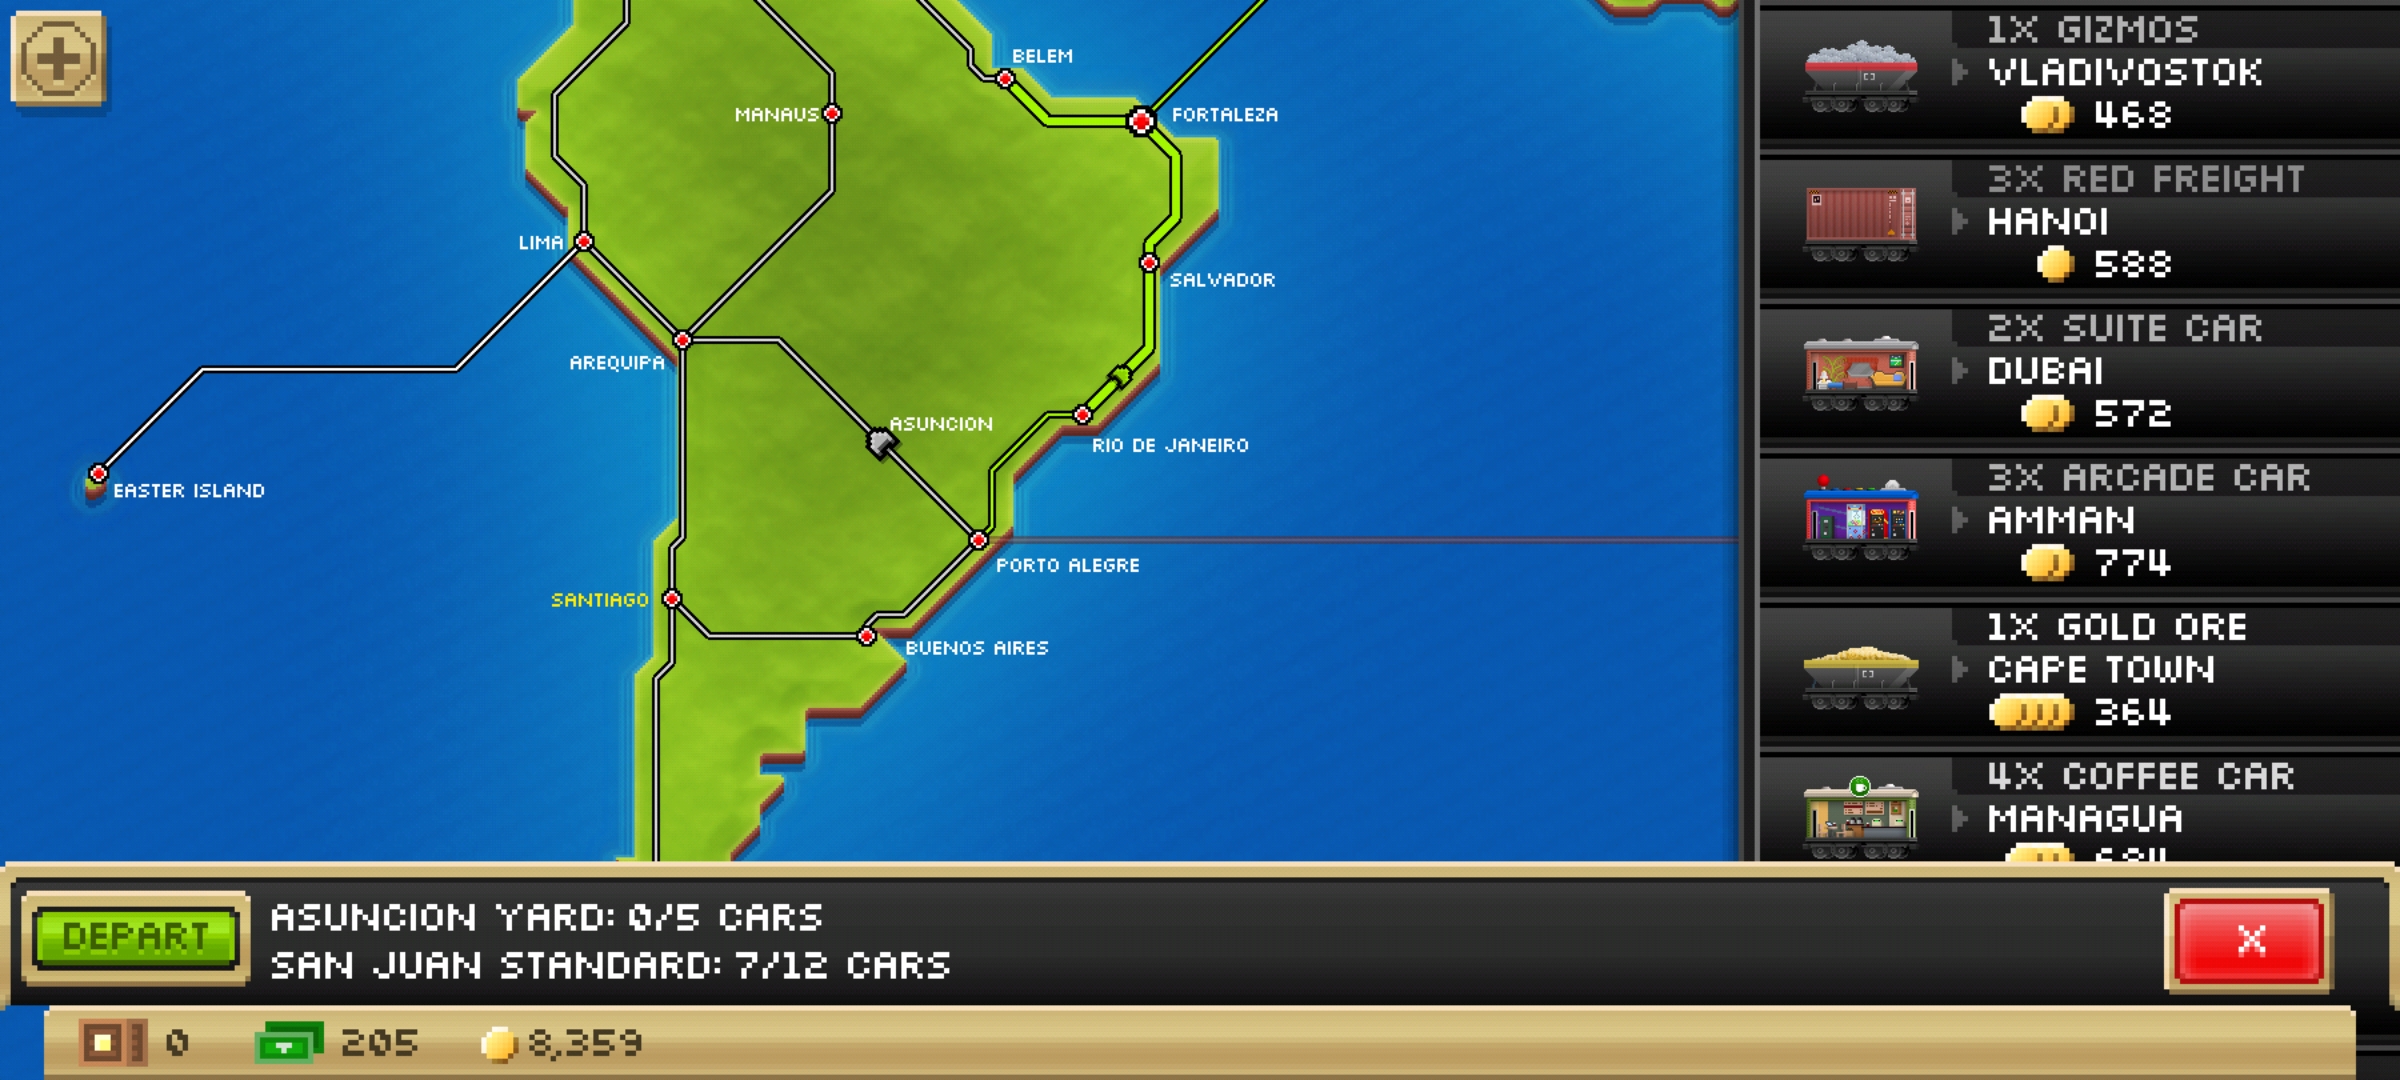 BELEM
MANAUS
FORTALEZA
LIMA
SALVADOR
AREQUIPA
ASUNCION
RIO DE JANEIRO
EASTER ISLAND
PORTO ALEGRE
SANTIAGO
BUENOS AIRES
1X GIZMOS
VLADIVOSTOK
468
3X RED FREIGHT
HANOI
588
2X SUITE CAR
DUBAI
572
3X ARCADE CAR
AMMAN
774
1X GOLD ORE
CAPE TOWN
364
4X COFFEE CAR
MANAGUA
DEPART
ASUNCION YARD: 0/5 CARS
SAN JUAN STANDARD: 7/12 CARS
X
0
205
8,359